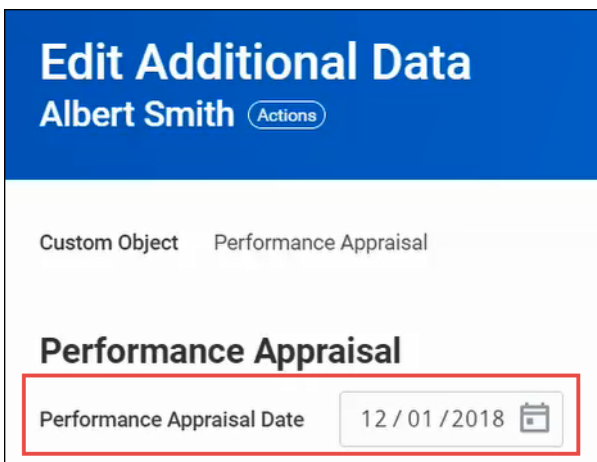 Edit Additional Data
Albert Smith Actions
Custom Object Performance Appraisal
Performance Appraisal
Performance Appraisal Date 12/01/2018